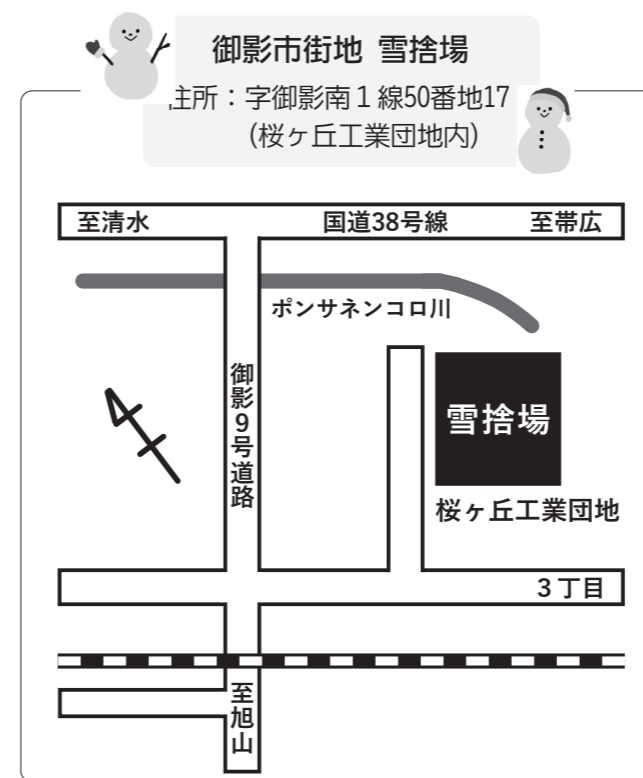 御影市街地 雪捨場
住所：字御影南１線50番地17
(桜ヶ丘工業団地内)
至清水
国道38号線
至帯広
ポンサネンコロ川
御影９号道路
雪捨場
桜ヶ丘工業団地
３丁目
至旭山